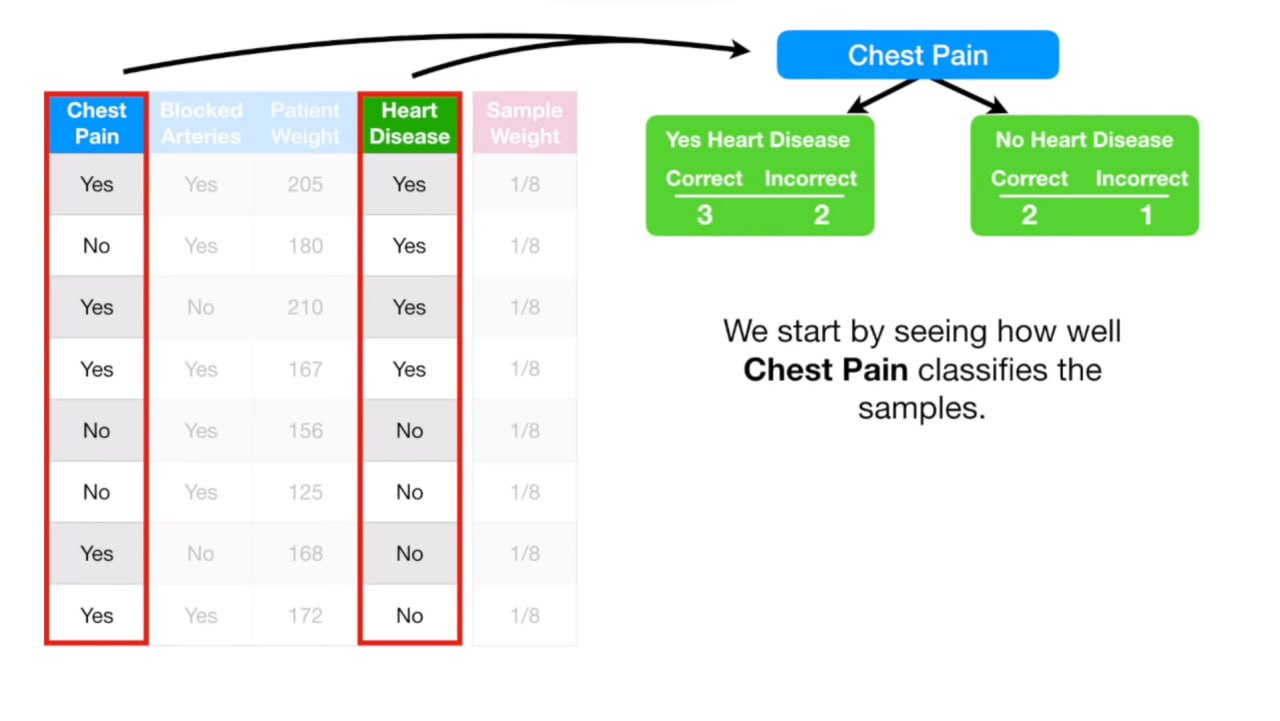 Chest Pain
Chest Blocked Patient Heart Sample
Pain Arteries Weight Disease Weight
Yes Yes 205 Yes 1/8
No Yes 180 Yes 1/8
Yes No 210 Yes 1/8
Yes Yes 167 Yes 1/8
No Yes 156 No 1/8
No Yes 125 No 1/8
Yes No 168 No 1/8
Yes Yes 172 No 1/8
Yes Heart Disease
Correct Incorrect
3 2
No Heart Disease
Correct Incorrect
2 1
We start by seeing how well
Chest Pain classifies the
samples.